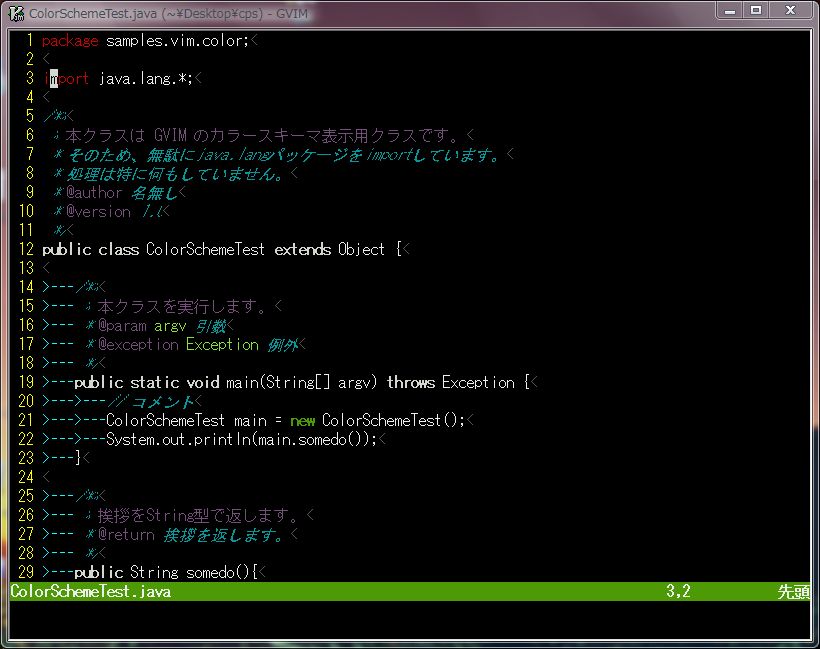 ColorSchemeTest.java (~¥Desktop¥cps) - GVIM
1 package samples.vim.color;<
2 <
3 import java.lang.*;<
4 <
5 /**<
6 * 本クラスは GVIM のカラースキーマ表示用クラスです。<
7 * そのため、無駄にjava.langパッケージをimportしています。<
8 * 処理は特に何もしていません。<
9 *@author 名無し<
10 *@version 1.0<
11 */<
12 public class ColorSchemeTest extends Object {<
13 <
14 >---/**<
15 >--- * 本クラスを実行します。<
16 >--- *@param argv 引数<
17 >--- *@exception Exception 例外<
18 >--- */<
19 >---public static void main(String[] argv) throws Exception {<
20 >--->---// コメント<
21 >--->---ColorSchemeTest main = new ColorSchemeTest();<
22 >--->---System.out.println(main.somedo());<
23 >---}<
24 <
25 >---/**<
26 >--- * 挨拶をString型で返します。<
27 >--- *@return 挨拶を返します。<
28 >--- */<
29 >---public String somedo(){<
ColorSchemeTest.java 3,2 先頭